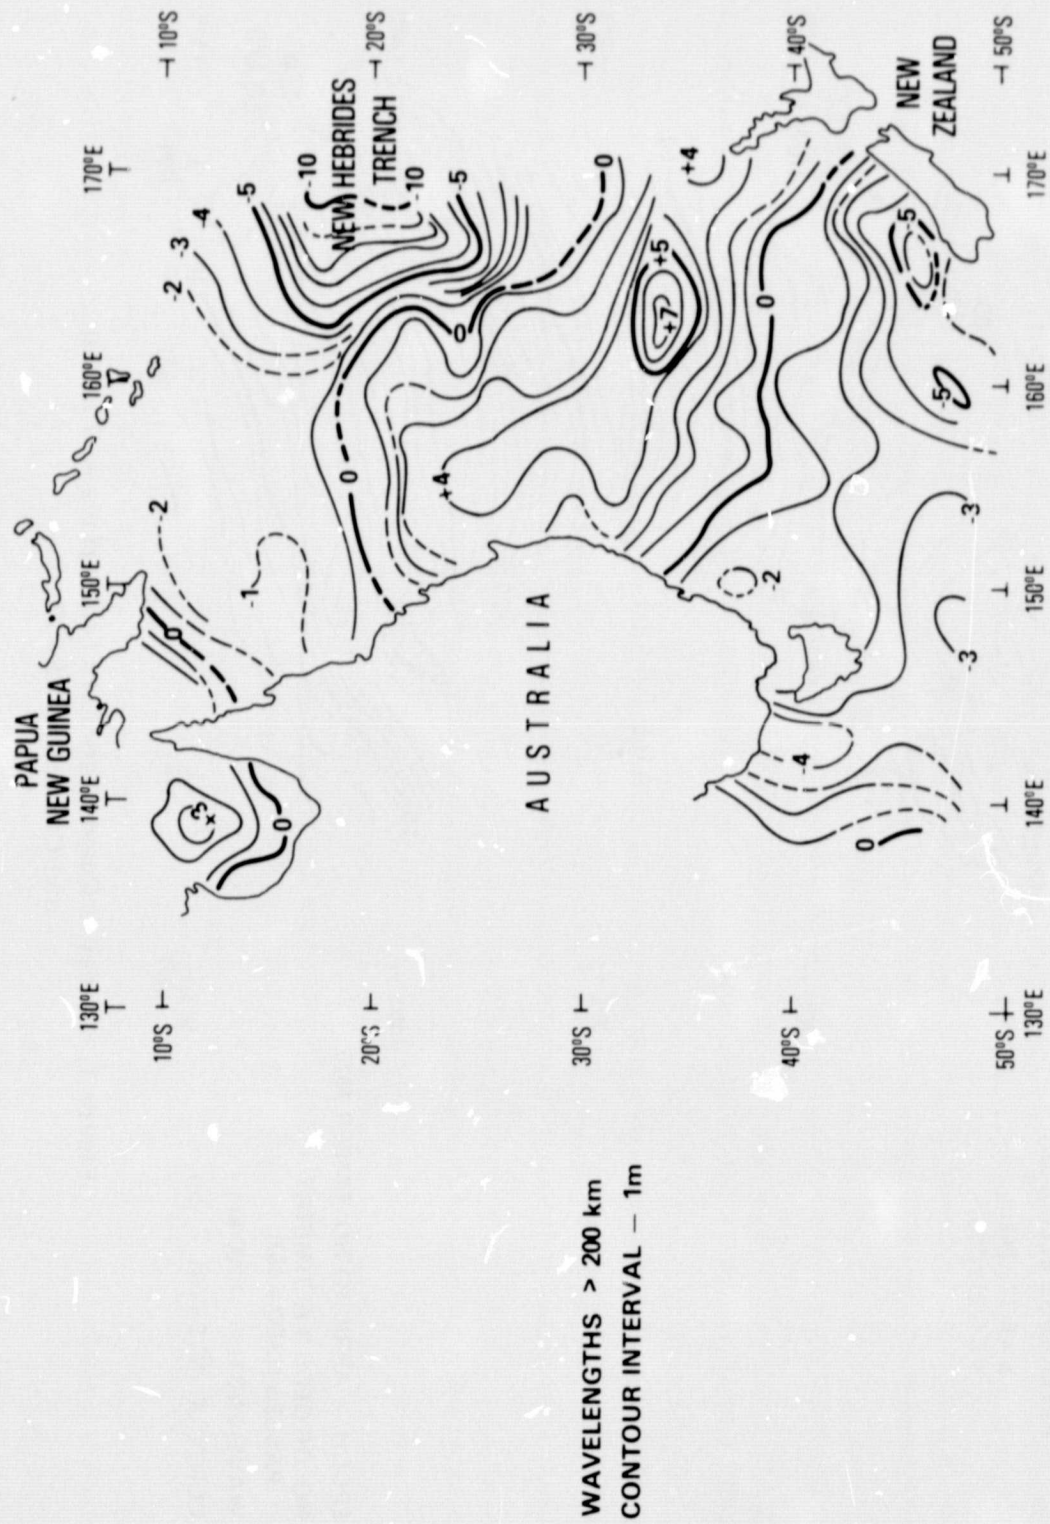 PAPUA
NEW GUINEA
130°E
140°E
150°E
160°E
170°E
10°S
20°S
30°S
40°S
50°S
10°S
20°S
30°S
40°S
50°S
130°E
140°E
150°E
160°E
170°E
-2
-3
-4
-5
-10
NEW HEBRIDES
TRENCH
-10
-5
0
-2
-1
0
x3
0
0
0
+4
+5
+7
+4
0
NEW
ZEALAND
-5
-5
-3
-3
-2
-4
0
AUSTRALIA
WAVELENGTHS > 200 km
CONTOUR INTERVAL – 1m